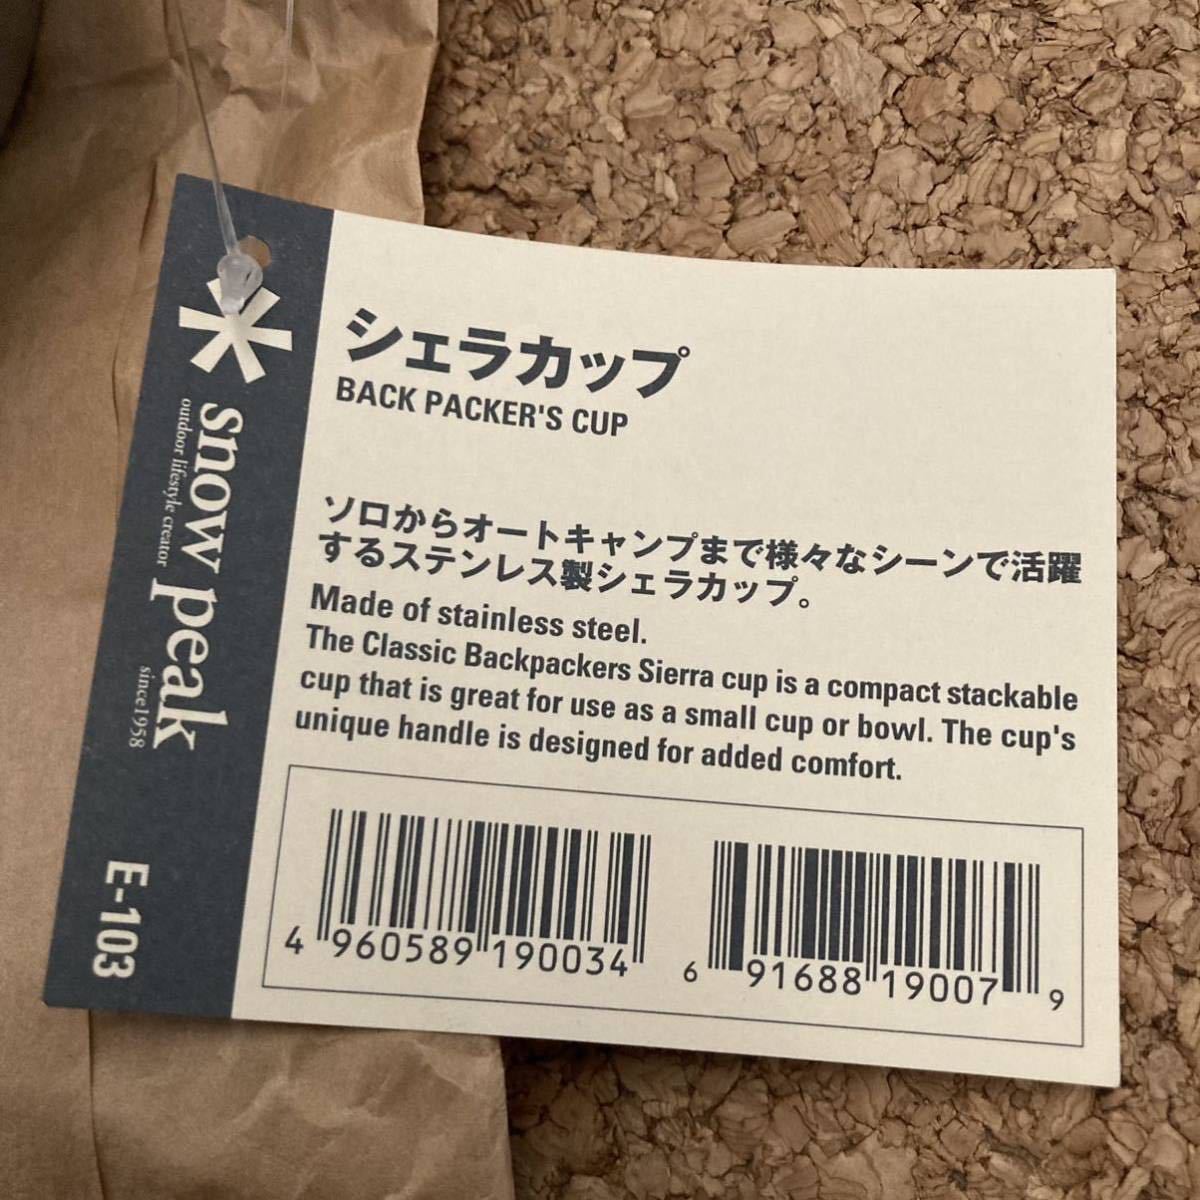 snow peak
outdoor lifestyle creator
since1958
E-103
シェラカップ
BACK PACKER'S CUP
ソロからオートキャンプまで様々なシーンで活躍
するステンレス製シェラカップ。
Made of stainless steel.
The Classic Backpackers Sierra cup is a compact stackable
cup that is great for use as a small cup or bowl. The cup's
unique handle is designed for added comfort.
4 960589 190034
6 91688 19007 9